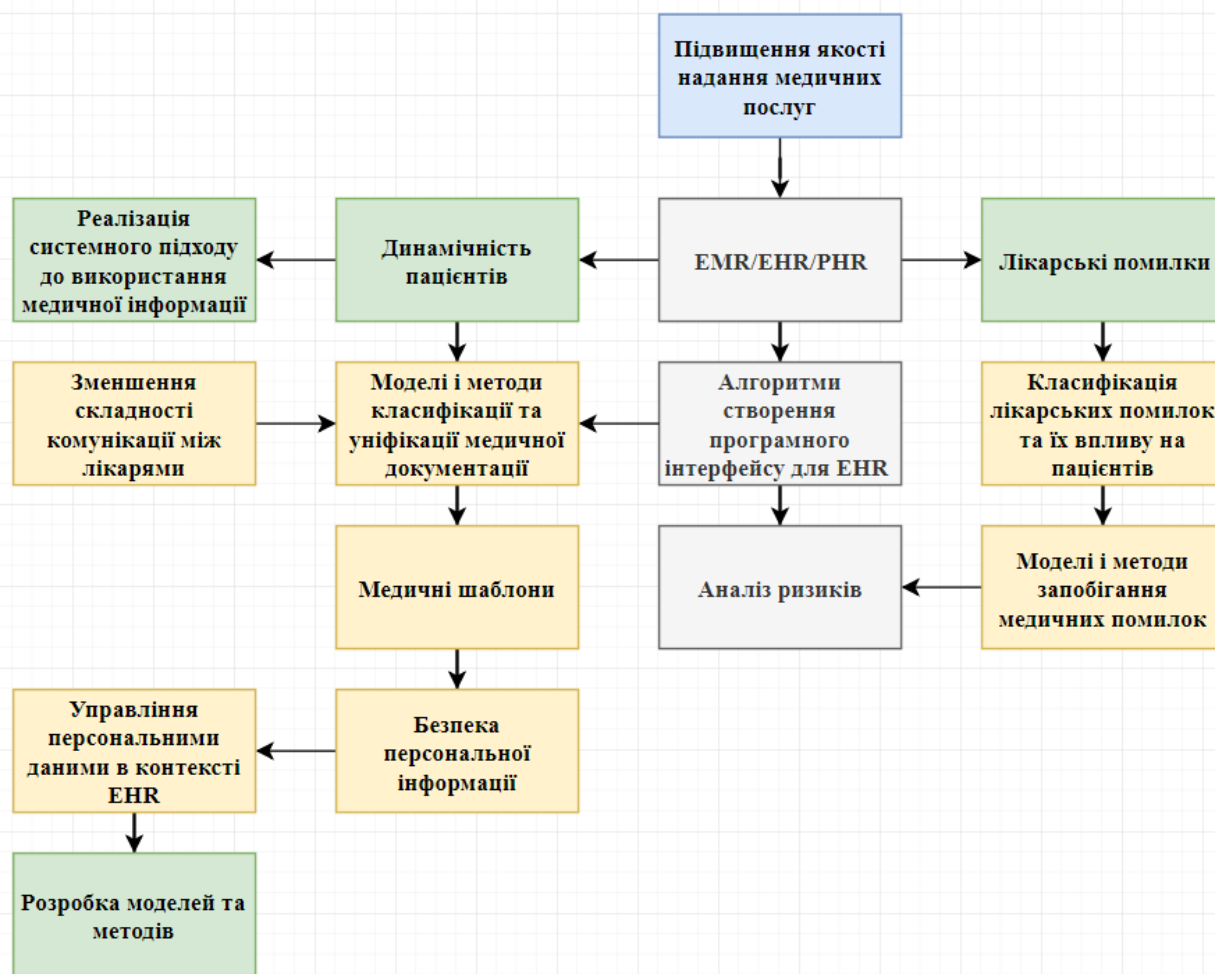 Підвищення якості
надання медичних
послуг
Реалізація
системного підходу
до використання
медичної інформації
Динамічність
пацієнтів
EMR/EHR/PHR
Лікарські помилки
Зменшення
складності
комунікації між
лікарями
Моделі і методи
класифікації та
уніфікації медичної
документації
Алгоритми
створення
програмного
інтерфейсу для EHR
Класифікація
лікарських помилок
та їх впливу на
пацієнтів
Медичні шаблони
Аналіз ризиків
Моделі і методи
запобігання
медичних помилок
Управління
персональними
даними в контексті
EHR
Безпека
персональної
інформації
Розробка моделей та
методів